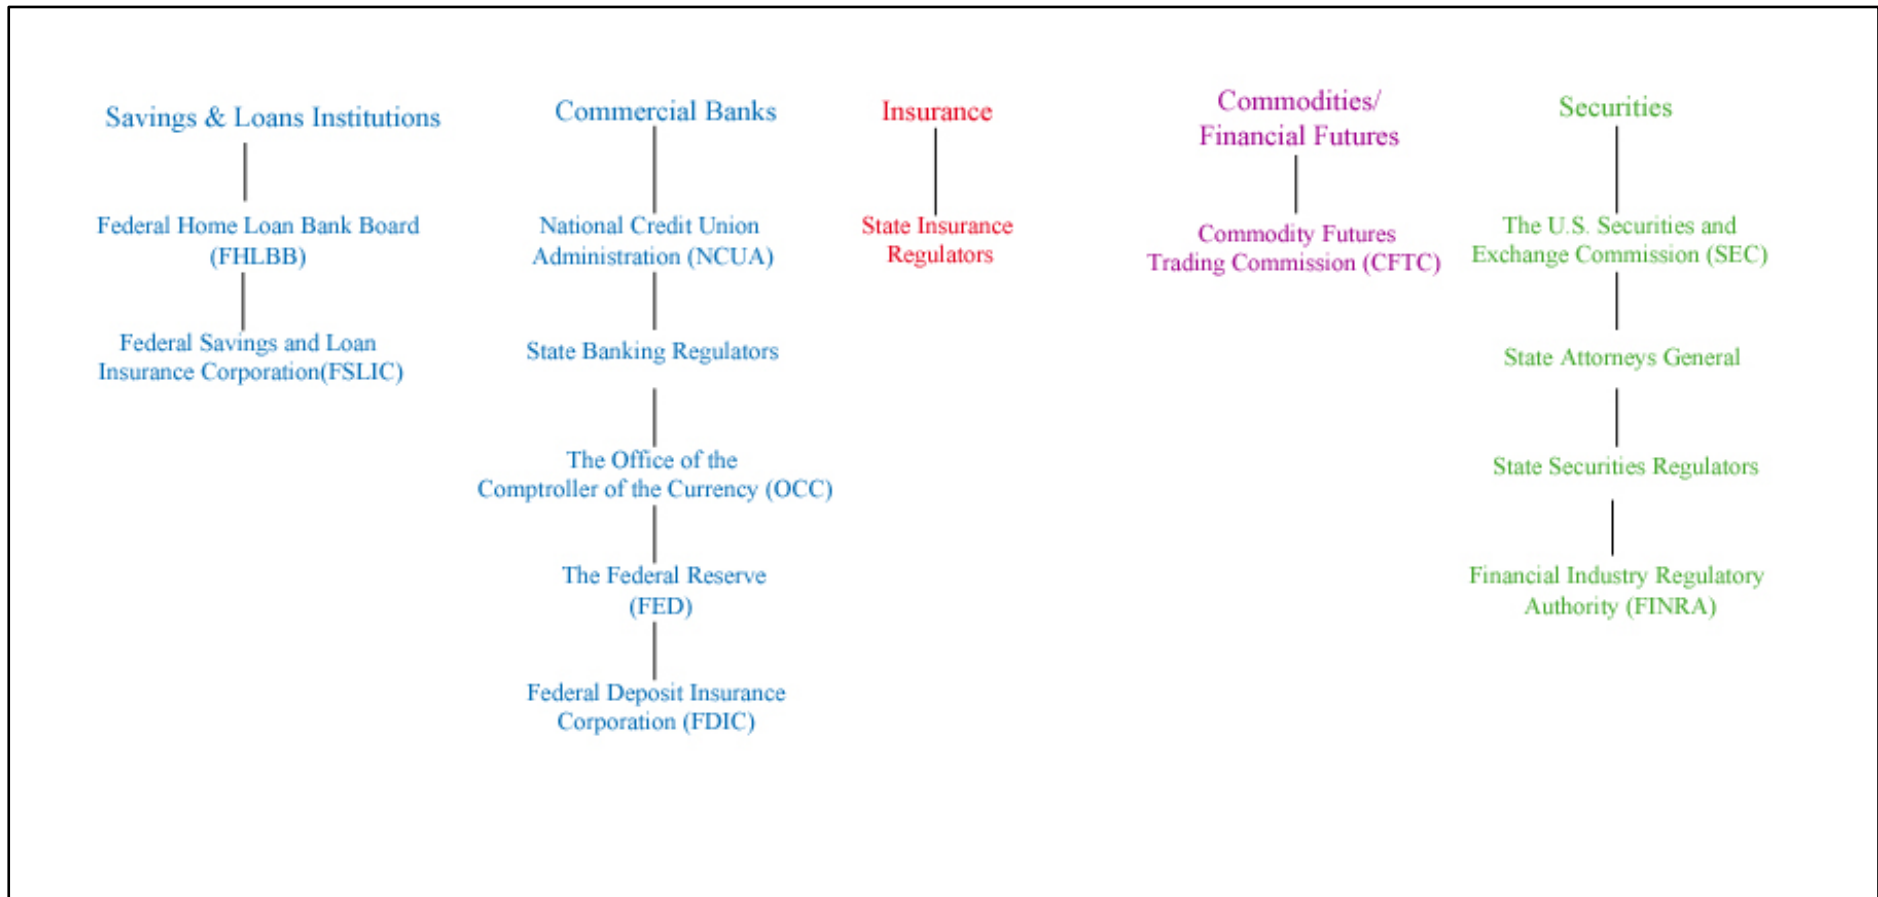 Savings & Loans Institutions
Federal Home Loan Bank Board
(FHLBB)
Federal Savings and Loan
Insurance Corporation(FSLIC)
Commercial Banks
National Credit Union
Administration (NCUA)
State Banking Regulators
The Office of the
Comptroller of the Currency (OCC)
The Federal Reserve
(FED)
Federal Deposit Insurance
Corporation (FDIC)
Insurance
State Insurance
Regulators
Commodities/
Financial Futures
Commodity Futures
Trading Commission (CFTC)
Securities
The U.S. Securities and
Exchange Commission (SEC)
State Attorneys General
State Securities Regulators
Financial Industry Regulatory
Authority (FINRA)